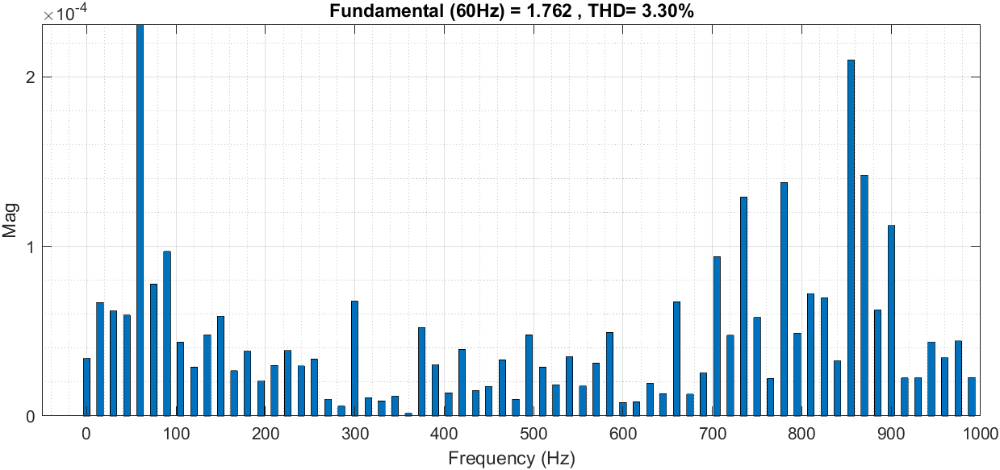 Fundamental (60Hz) = 1.762 , THD= 3.30%
×10-4
2
1
0
Mag
0 100 200 300 400 500 600 700 800 900 1000
Frequency (Hz)